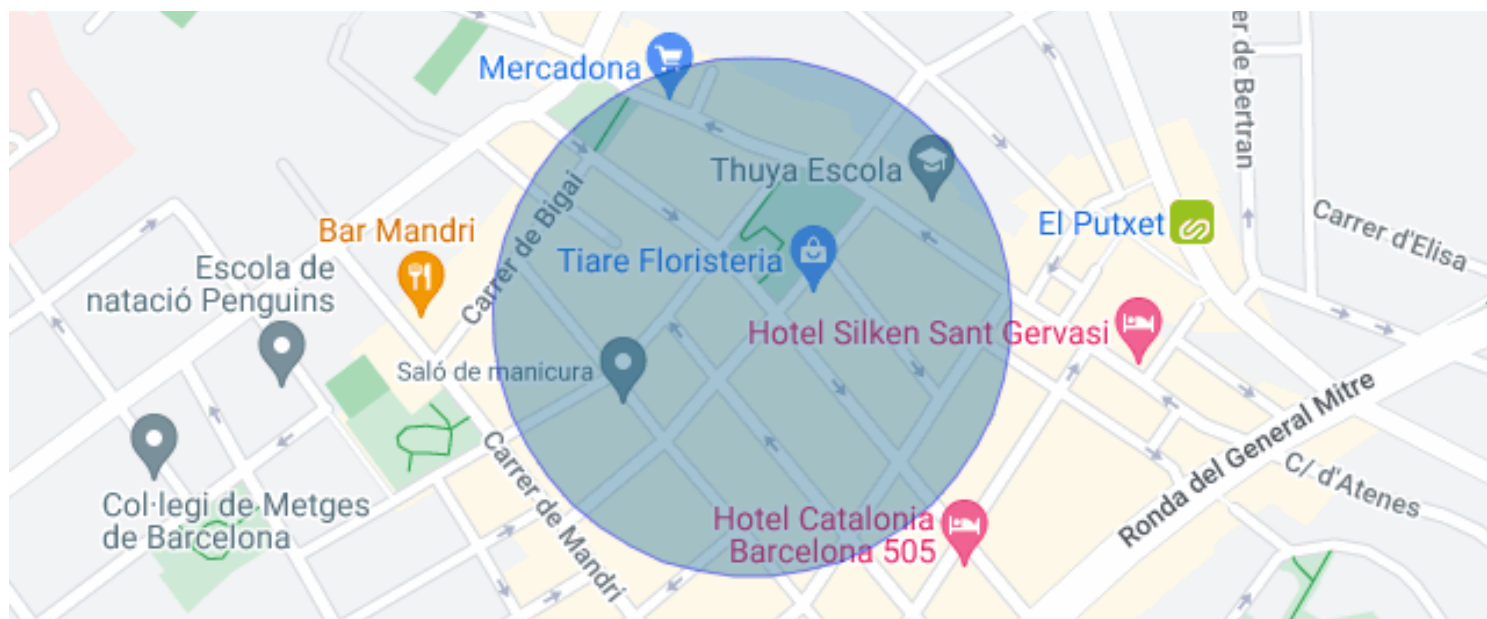 er de Bertran
Mercadona
Thuya Escola
Carrer de Bigai
Carrer d'Elisa
El Putxet
Bar Mandri
Escola de
natació Penguins
Tiare Floristeria
Hotel Silken Sant Gervasi
Saló de manicura
Ronda del General Mitre
Carrer de Mandri
C/ d'Atenes
Col·legi de Metges
de Barcelona
Hotel Catalonia
Barcelona 505